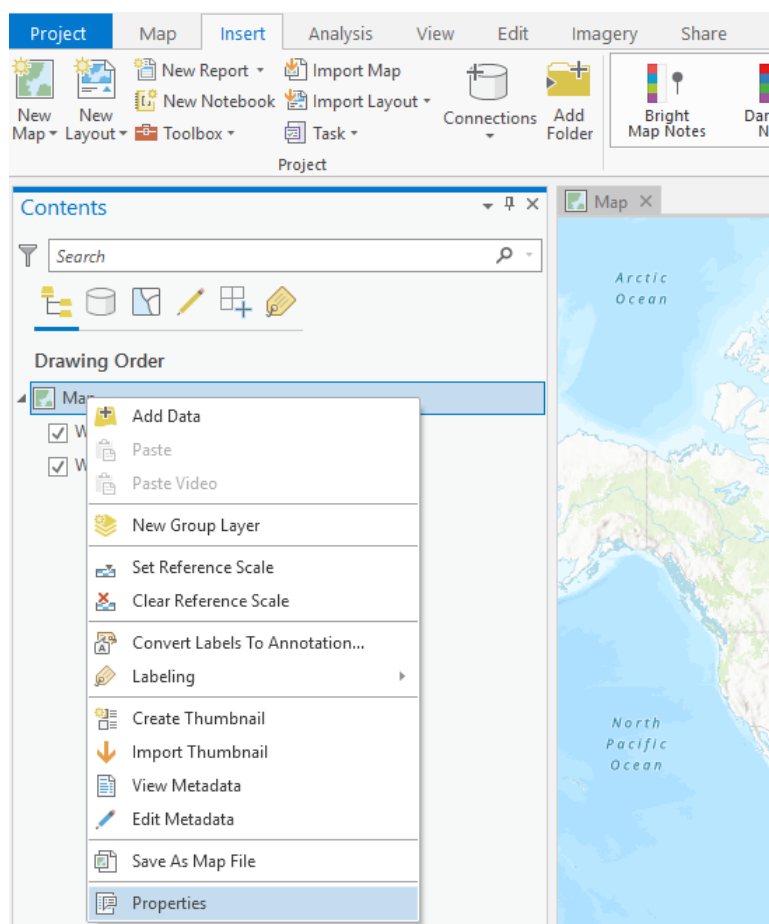 Project Map Insert Analysis View Edit Imagery Share
New Report Import Map
New Notebook Import Layout
Toolbox Task
New
Map
New
Layout
Connections
Add
Folder
Bright
Map Notes
Project
Contents
Map
Search
Drawing Order
Map
W
W
Add Data
Paste
Paste Video
New Group Layer
Set Reference Scale
Clear Reference Scale
Convert Labels To Annotation...
Labeling
Create Thumbnail
Import Thumbnail
View Metadata
Edit Metadata
Save As Map File
Properties
Arctic
Ocean
North
Pacific
Ocean